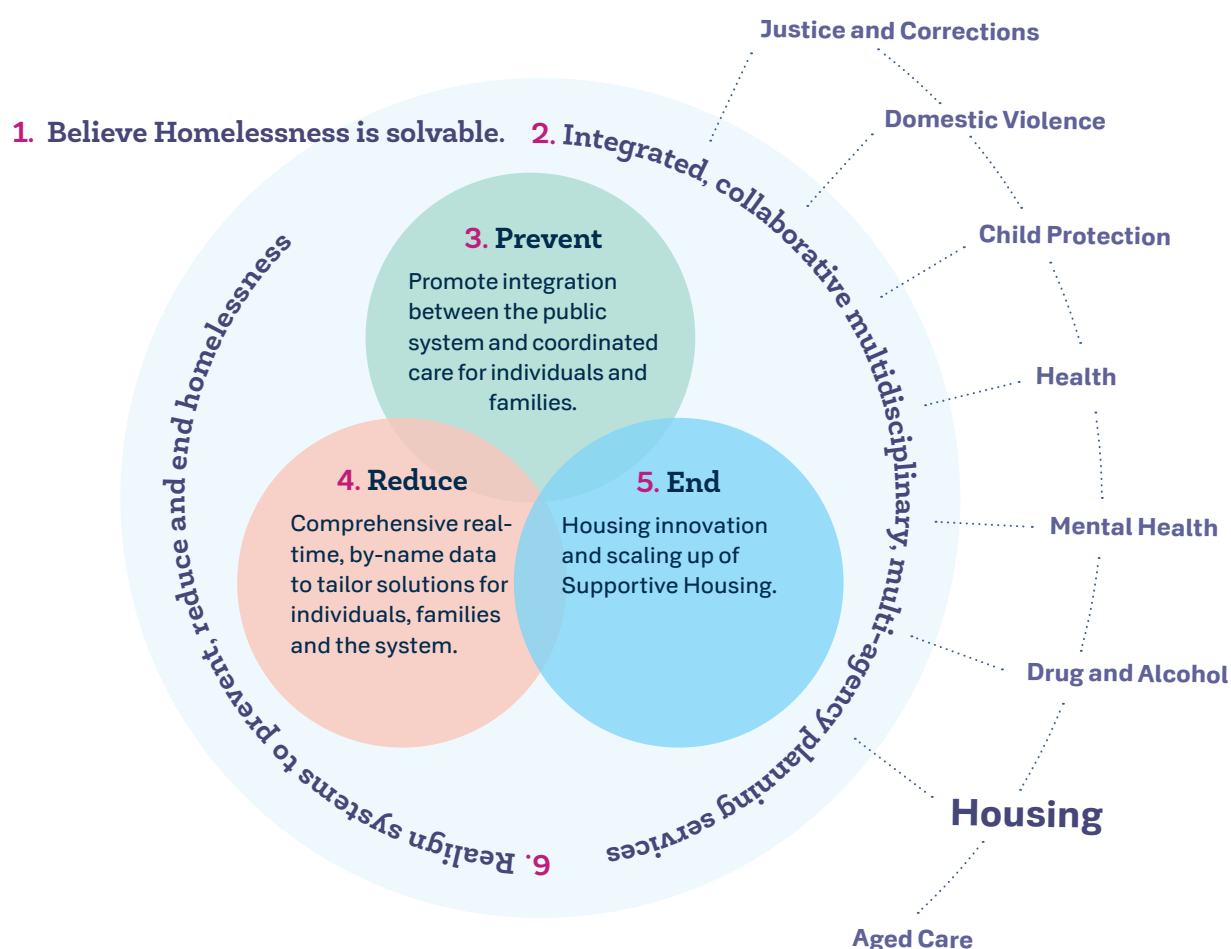 1. Believe Homelessness is solvable.
2. Integrated, collaborative multidisciplinary, multi-agency planning services
3. Prevent
Promote integration
between the public
system and coordinated
care for individuals and
families.
4. Reduce
Comprehensive real-
time, by-name data
to tailor solutions for
individuals, families
and the system.
5. End
Housing innovation
and scaling up of
Supportive Housing.
6. Realign systems to prevent, reduce and end homelessness
Justice and Corrections
Domestic Violence
Child Protection
Health
Mental Health
Drug and Alcohol
Housing
Aged Care